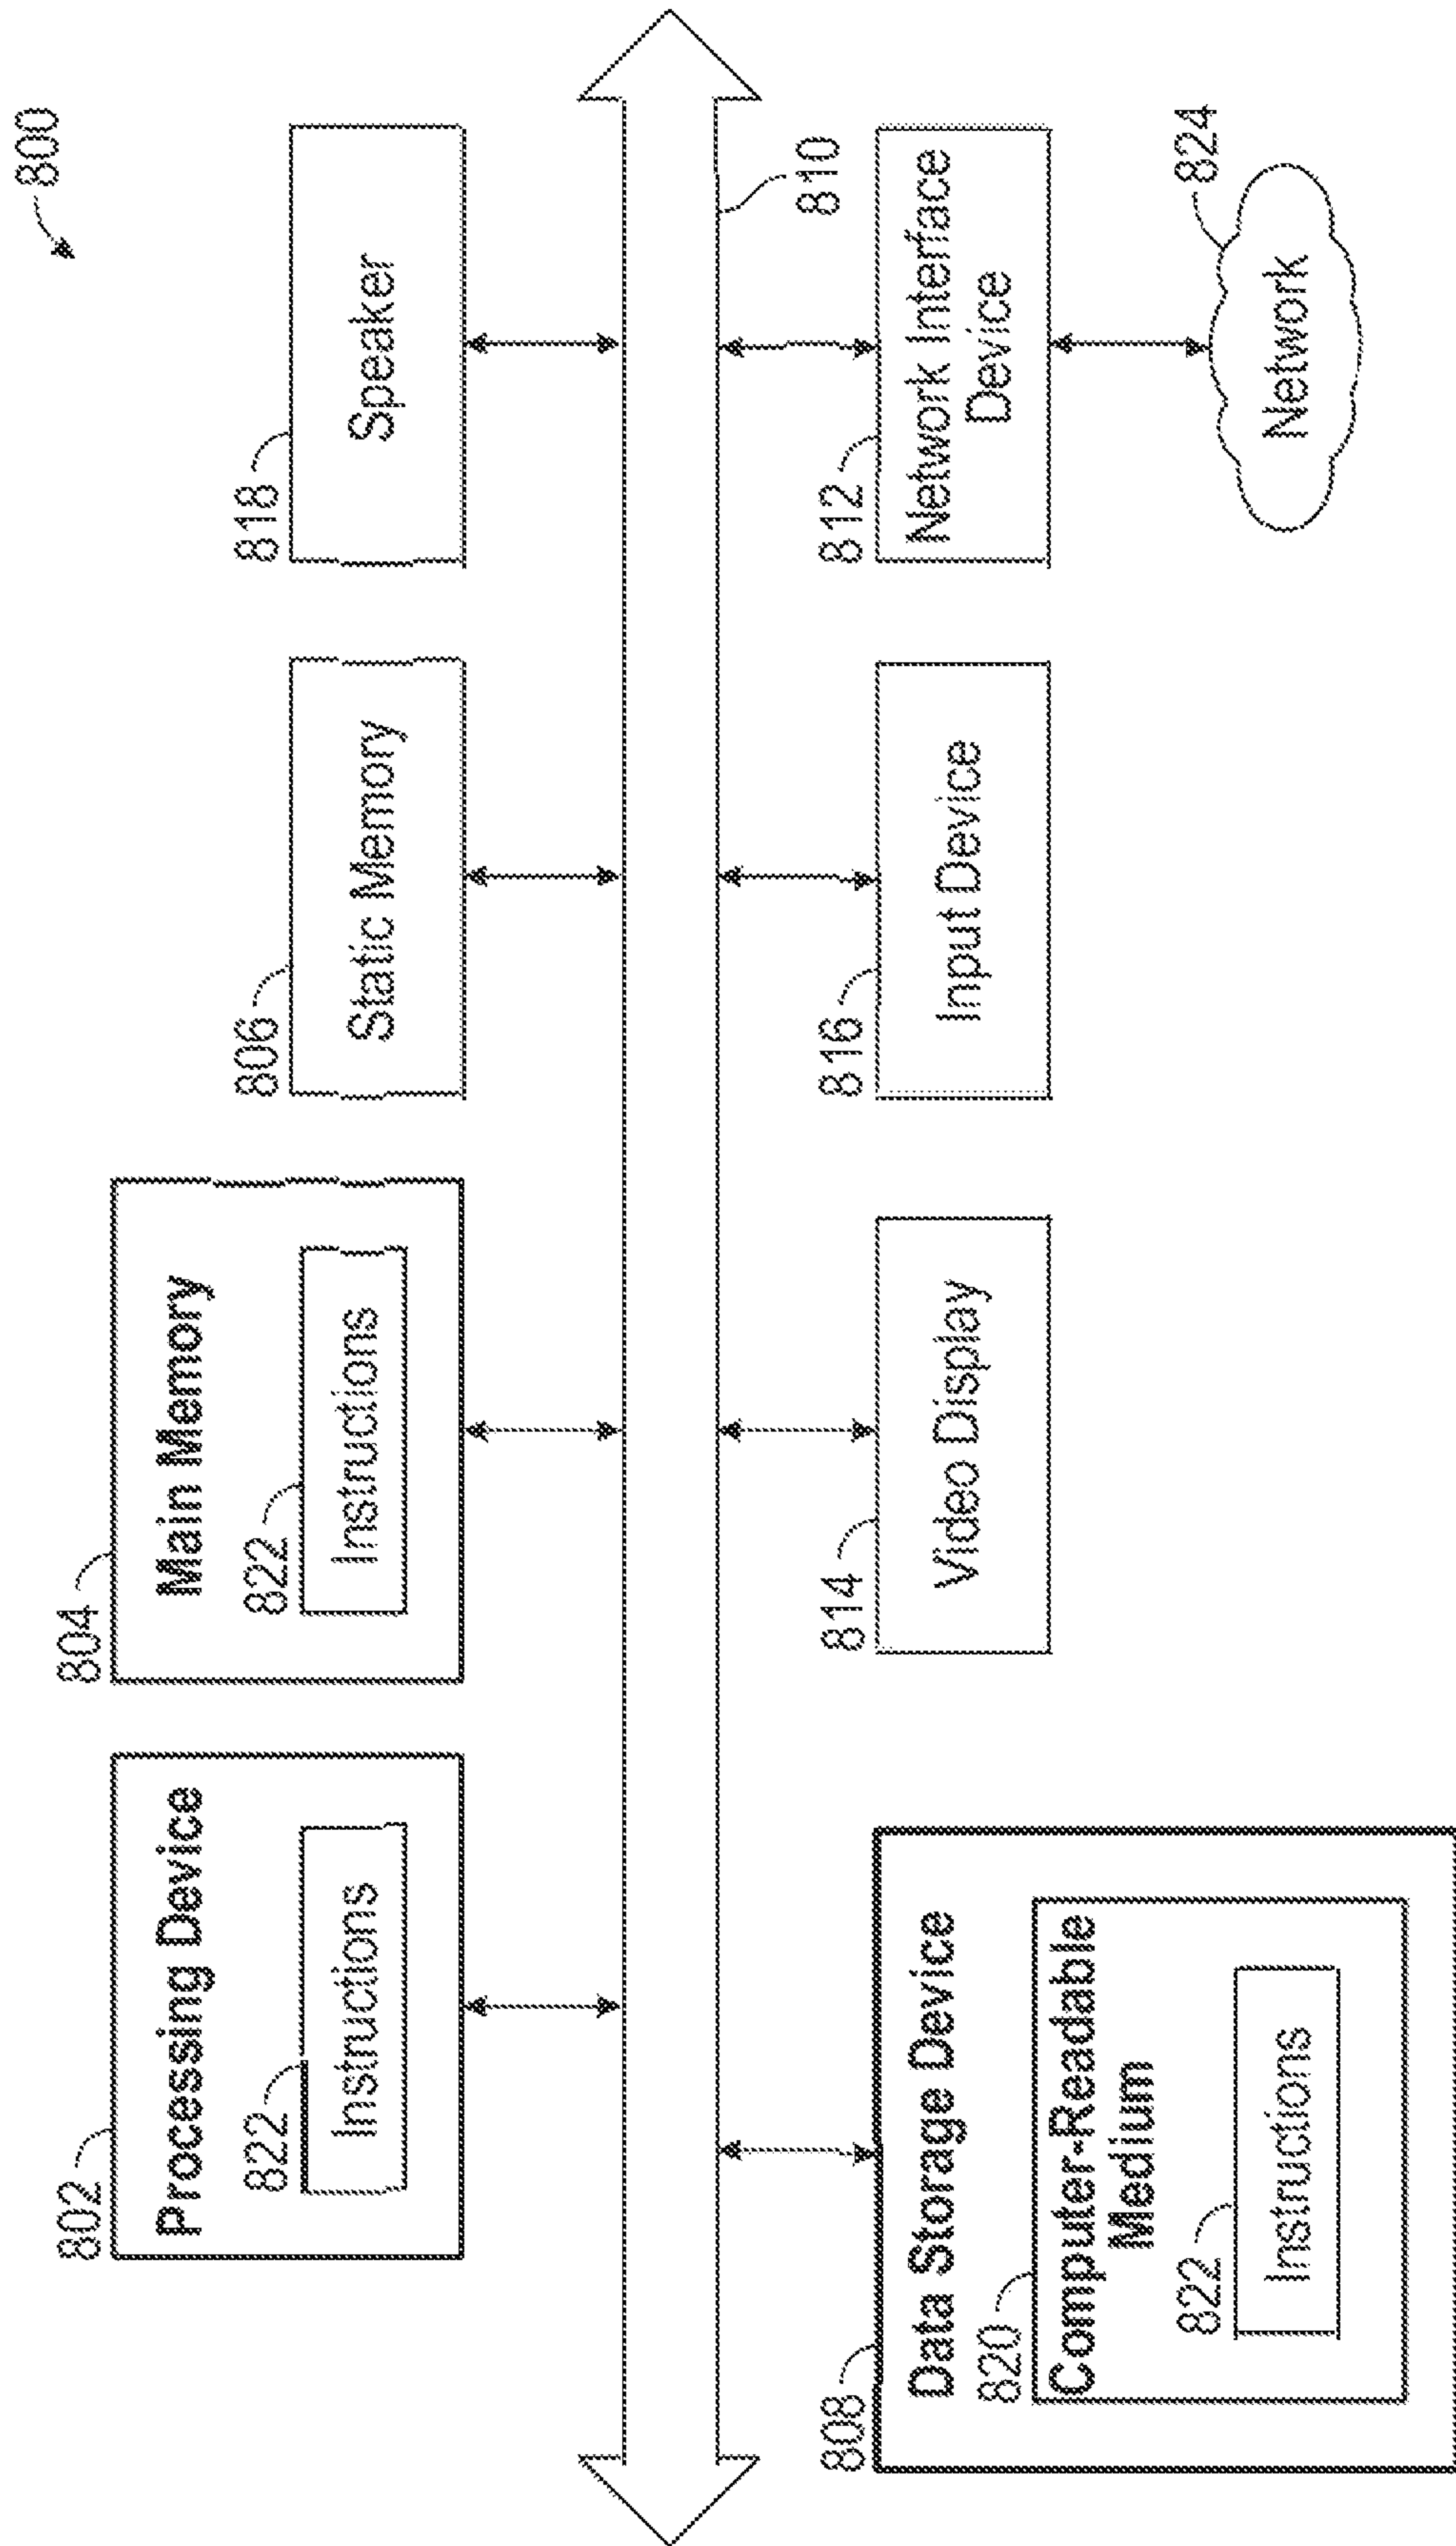 800
802
Processing Device
822
Instructions
804
Main Memory
822
Instructions
806
Static Memory
818
Speaker
810
808
Data Storage Device
820
Computer-Readable
Medium
822
Instructions
814
Video Display
816
Input Device
812
Network Interface
Device
824
Network